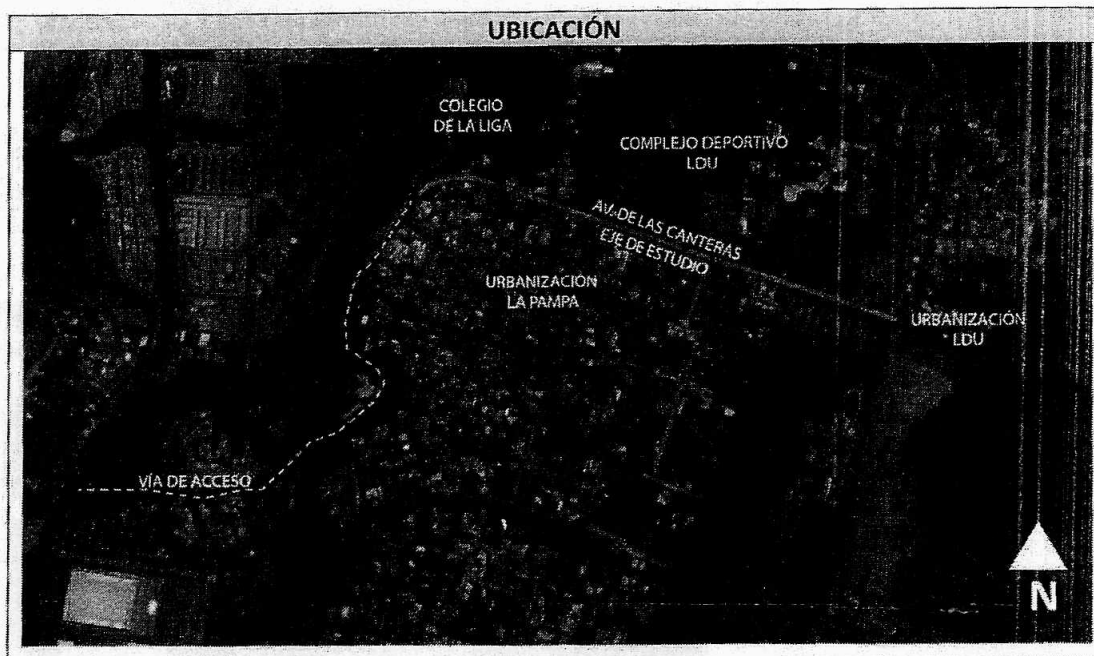 UBICACIÓN
COLEGIO
DE LA LIGA
COMPLEJO DEPORTIVO
LDU
AV. DE LAS CANTERAS
EJE DE ESTUDIO
URBANIZACIÓN
LA PAMPA
URBANIZACIÓN
LDU
VÍA DE ACCESO
N